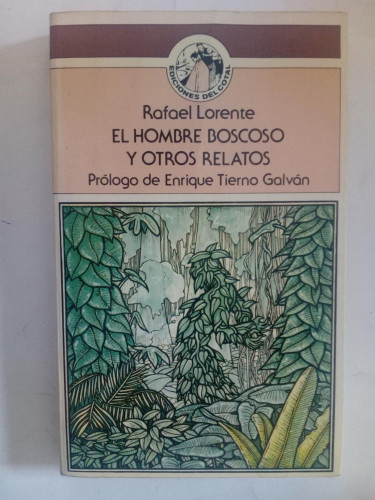 EDICIONES DEL COTAL
Rafael Lorente
EL HOMBRE BOSCOSO
Y OTROS RELATOS
Prólogo de Enrique Tierno Galván